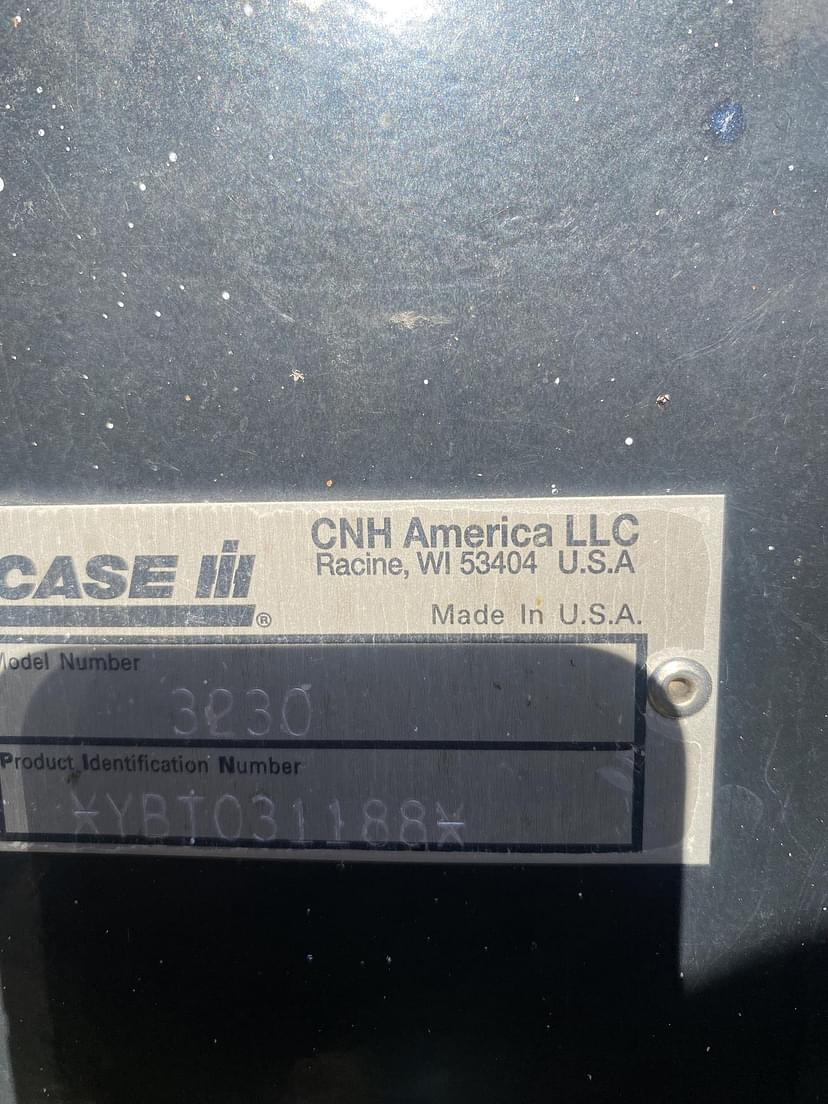 CASE IH
®
CNH America LLC
Racine, WI 53404 U.S.A
Made In U.S.A.
Model Number
3230
Product Identification Number
*YBT031188*